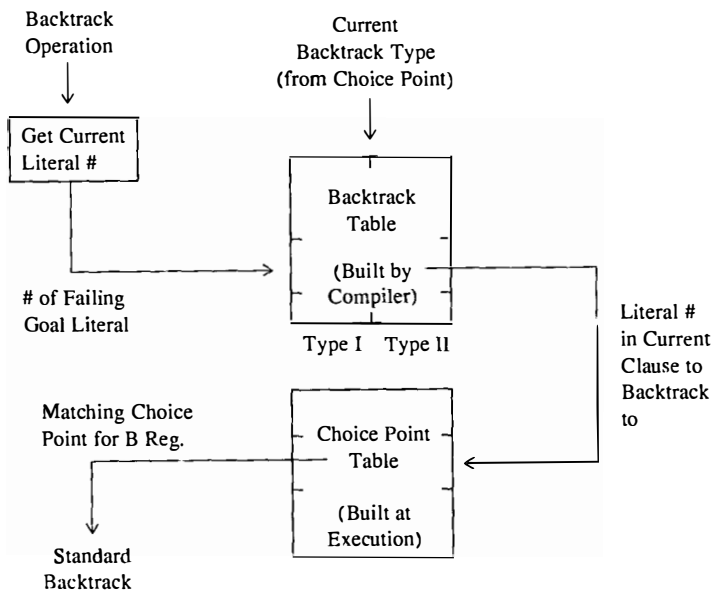 Backtrack
Operation
Current
Backtrack Type
(from Choice Point)
Get Current
Literal #
Backtrack
Table
(Built by
Compiler)
# of Failing
Goal Literal
Type I Type II
Literal #
in Current
Clause to
Backtrack
to
Matching Choice
Point for B Reg.
Choice Point
Table
(Built at
Execution)
Standard
Backtrack